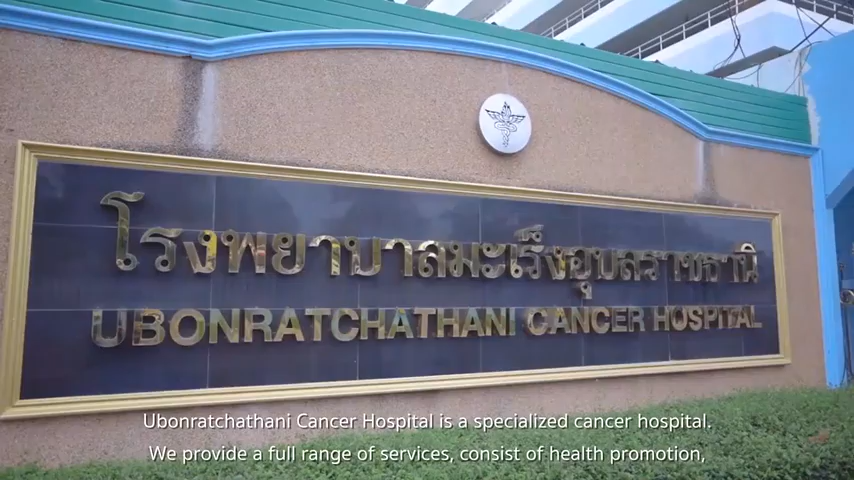 โรงพยาบาลมะเร็งอุบลราชธานี
UBONRATCHATHANI CANCER HOSPITAL
Ubonratchathani Cancer Hospital is a specialized cancer hospital.
We provide a full range of services, consist of health promotion,